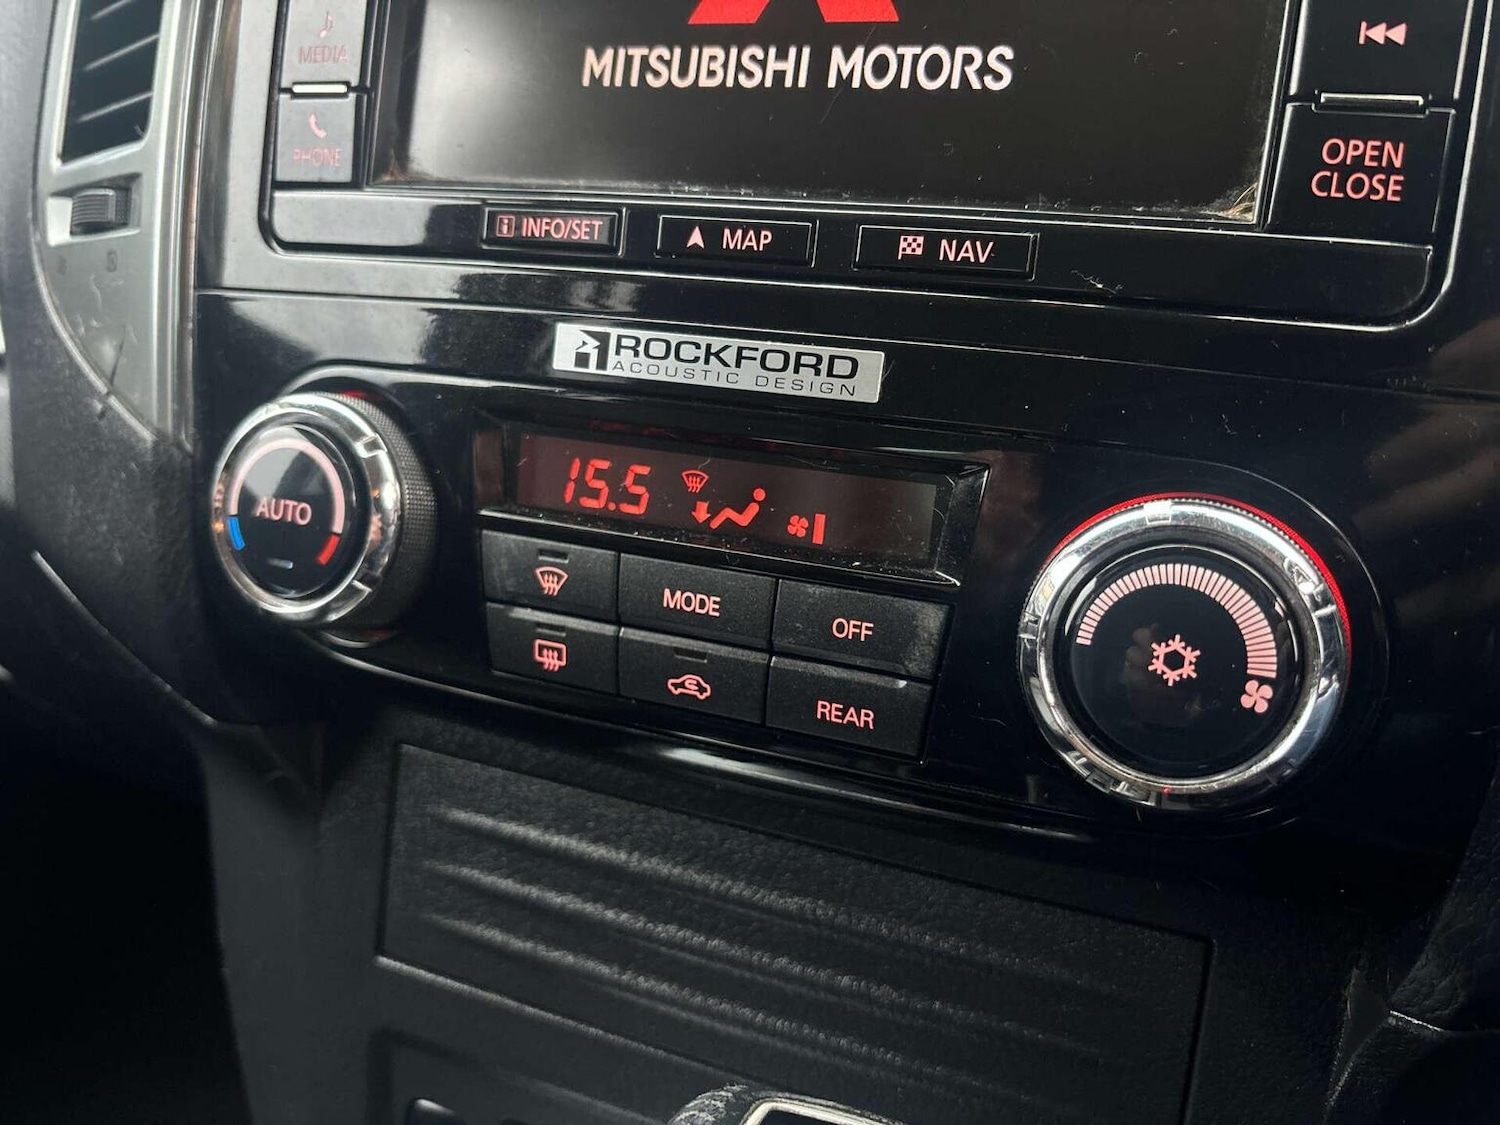 MITSUBISHI MOTORS
MEDIA
PHONE
OPEN
CLOSE
INFO/SET
MAP
NAV
ROCKFORD
ACOUSTIC DESIGN
AUTO
15.5
MODE
OFF
REAR